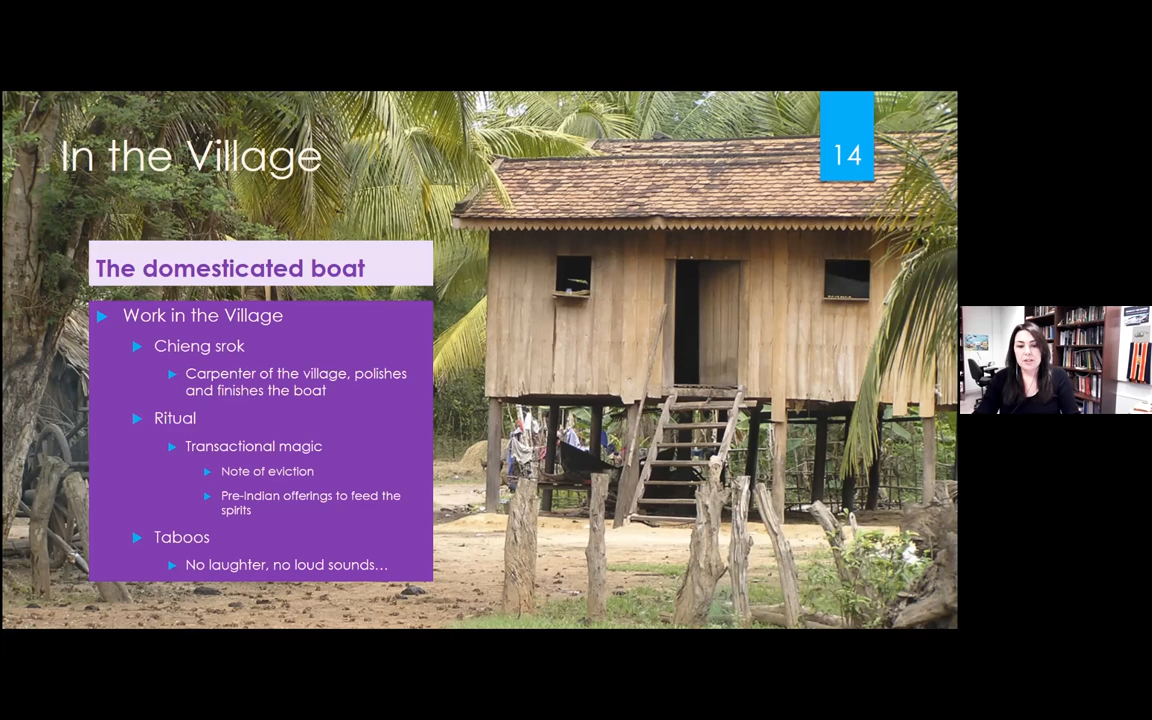 In the Village
14
The domesticated boat
Work in the Village
Chieng srok
Carpenter of the village, polishes
and finishes the boat
Ritual
Transactional magic
Note of eviction
Pre-Indian offerings to feed the
spirits
Taboos
No laughter, no loud sounds…